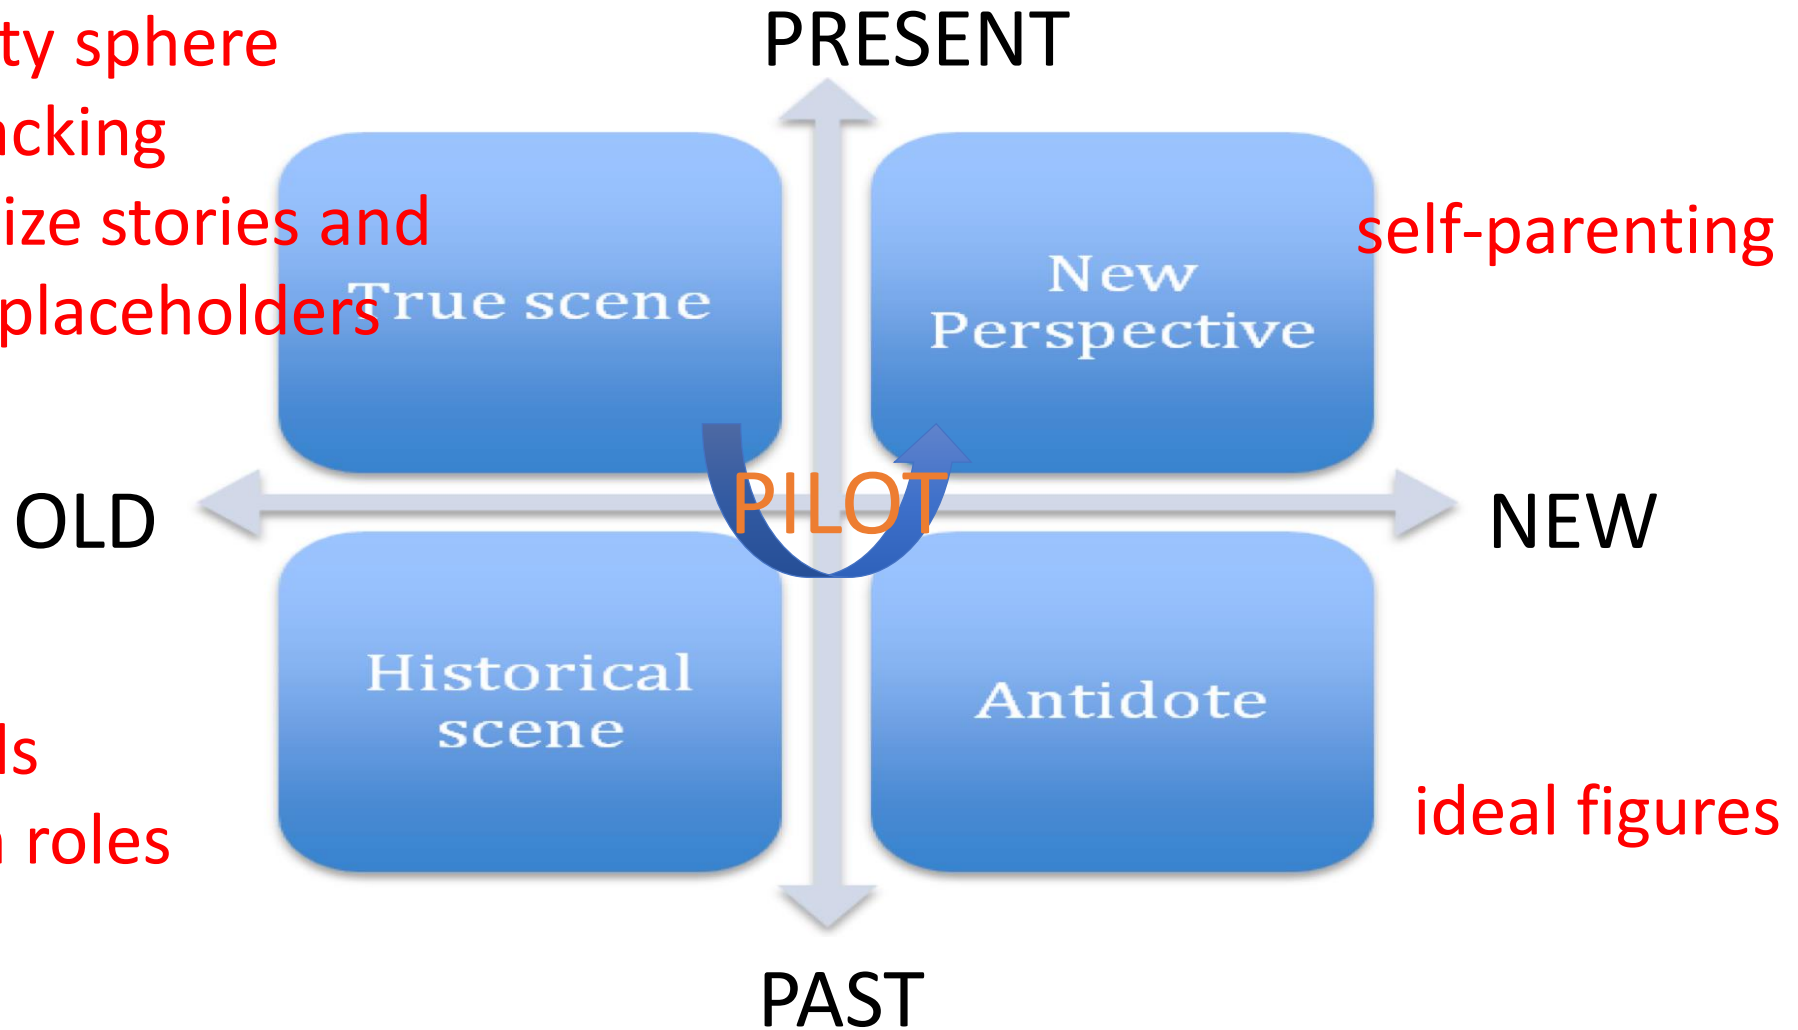 ty sphere
PRESENT
cking
ize stories and
placeholders
True scene
New
Perspective
self-parenting
OLD
PILOT
NEW
Historical
scene
Antidote
ls
roles
ideal figures
PAST